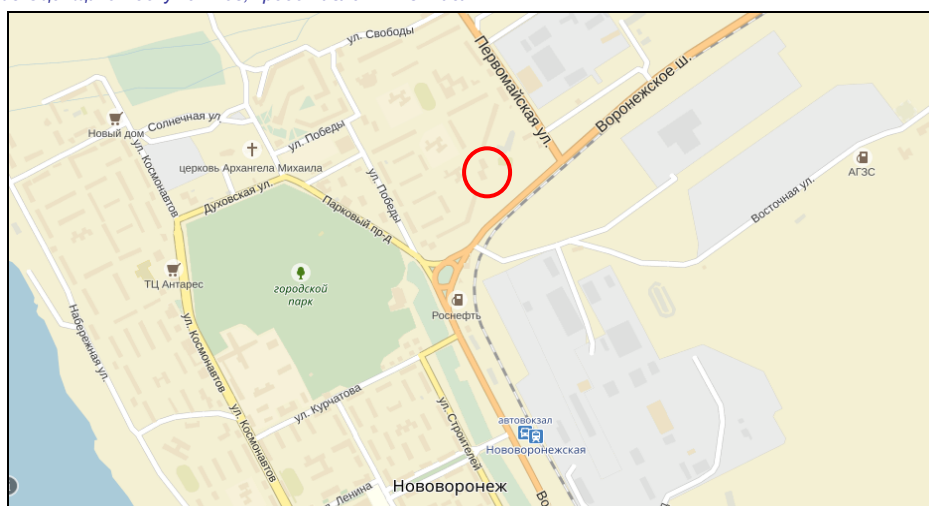 ул. Свободы
Первомайская ул.
Воронежское ш.
Новый дом
Солнечная ул
ул. Победы
церковь Архангела Михаила
ул. Космонавтов
Духовская ул.
ул. Победы
Парковый пр-д
АГЗС
Восточная ул.
ТЦ Антарес
городской
парк
Роснефть
Набережная ул.
ул. Космонавтов
ул. Курчатова
ул. Космонавтов
ул. Строителей
автовокзал
Нововоронежская
ул. Ленина
Нововоронеж
Во